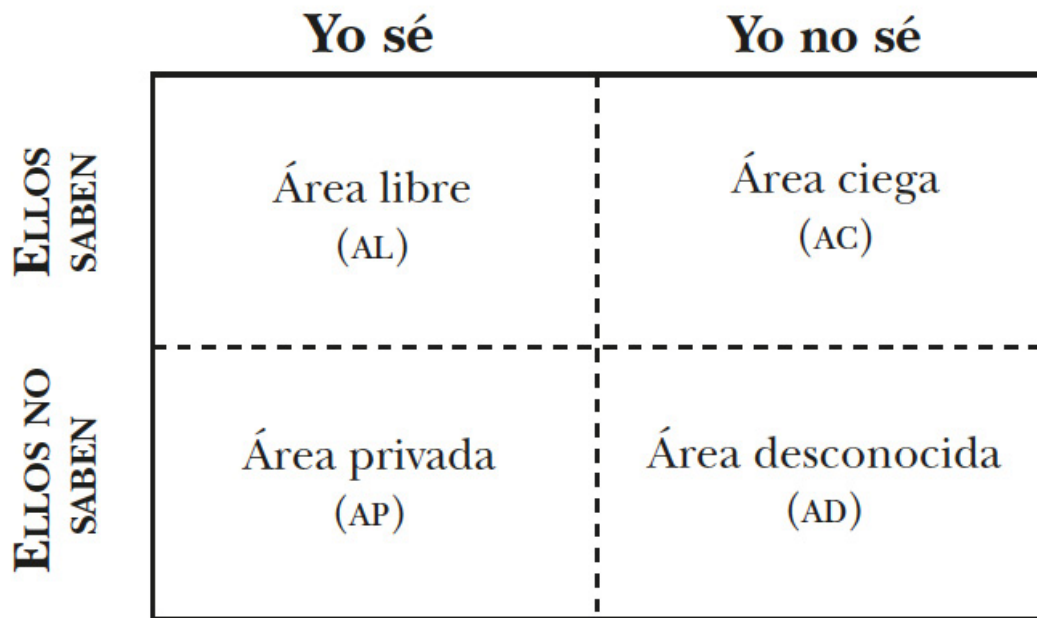 Yo sé
Yo no sé
ELLOS
SABEN
Área libre
(AL)
Área ciega
(AC)
ELLOS NO
SABEN
Área privada
(AP)
Área desconocida
(AD)